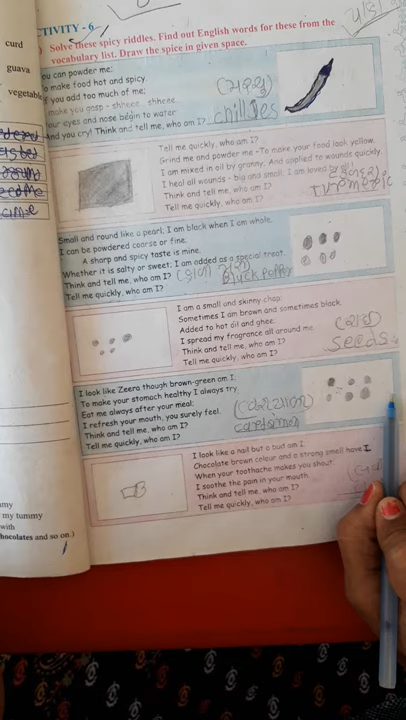 CTIVITY - 6
Solve these spicy riddles. Find out English words for these from the
vocabulary list. Draw the spice in given space.
curd
guava
vegetable
ou can powder me;
o make food hot and spicy
f you add too much of me;
make you gasp - shheee.. shheee.
our eyes and nose begin to water
And you cry! Think and tell me, who am I?
chillies
Tell me quickly, who am I?
Grind me and powder me - To make your food look yellow.
I am mixed in oil by granny. And applied to wounds quickly.
I heal all wounds - big and small. I am loved
Think and tell me, who am I?
Tell me quickly, who am I?
Turmeric
Small and round like a pearl; I am black when I am whole.
I can be powdered coarse or fine.
A sharp and spicy taste is mine.
Whether it is salty or sweet; I am added as a special treat.
Think and tell me, who am I?
Tell me quickly, who am I?
Black Papper
I am a small and skinny chap;
Sometimes I am brown and sometimes black.
Added to hot oil and ghee.
I spread my fragrance all around me.
Think and tell me, who am I?
Tell me quickly, who am I?
seeds
I look like Zeera though brown-green am I;
To make your stomach healthy I always try.
Eat me always after your meal;
I refresh your mouth, you surely feel.
Think and tell me, who am I?
Tell me quickly, who am I?
cardamon
I look like a nail but a bud am I.
Chocolate brown colour and a strong smell have I.
When your toothache makes you shout;
I soothe the pain in your mouth.
Think and tell me, who am I?
Tell me quickly, who am I?
my tummy
with
hocolates and so on.)